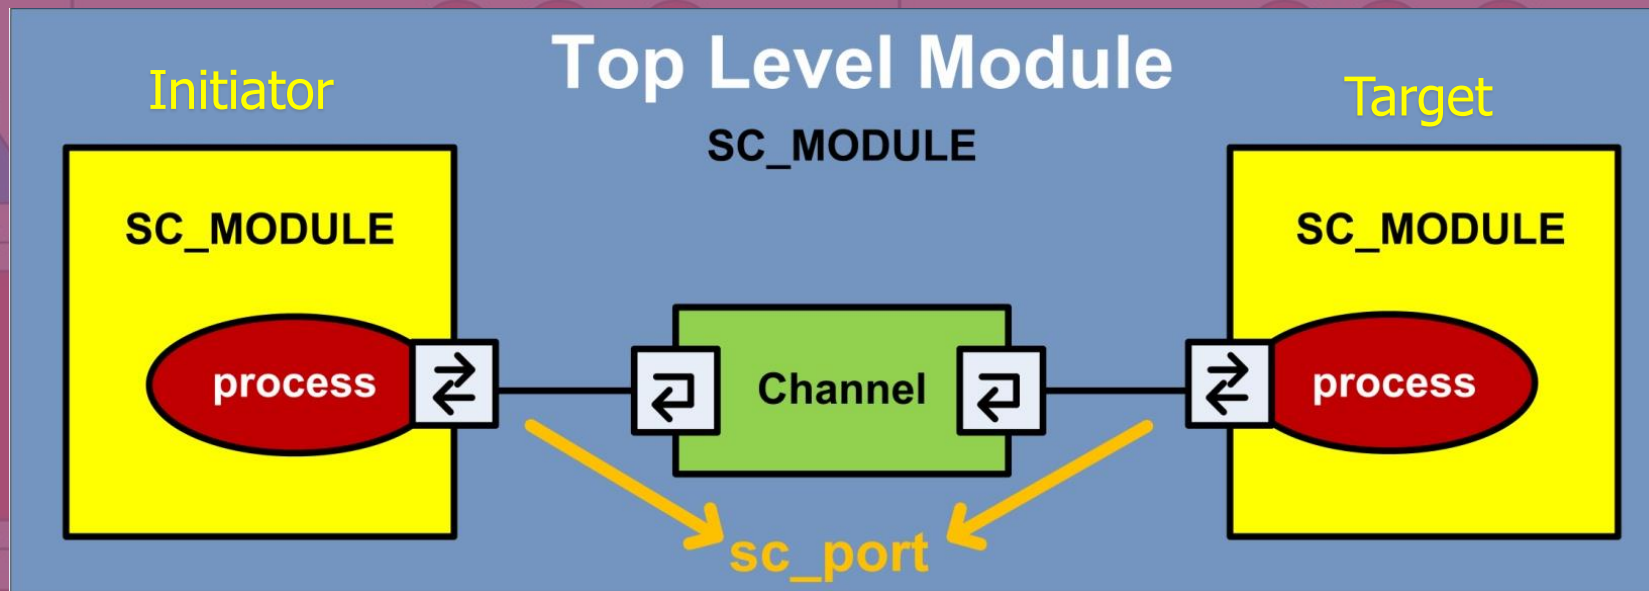 Top Level Module
Initiator
Target
SC_MODULE
SC_MODULE
SC_MODULE
process
Channel
process
sc_port